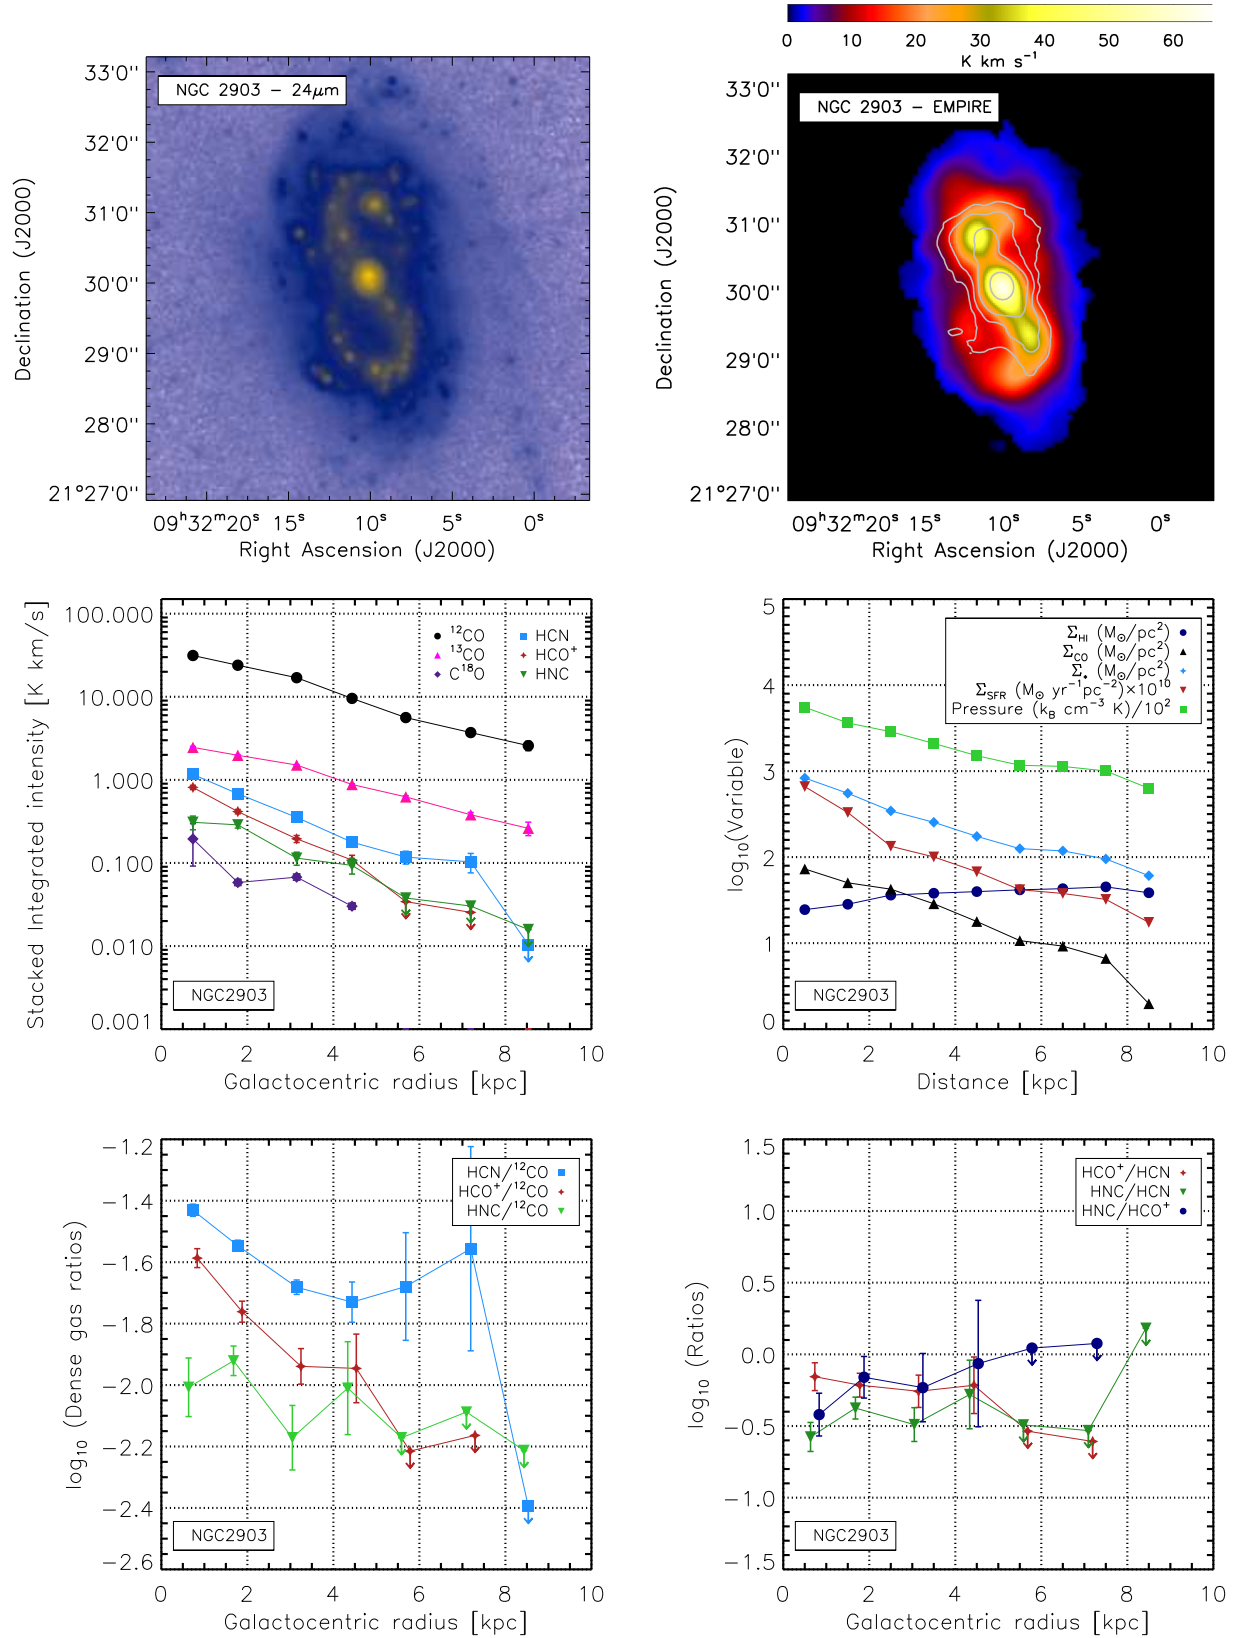 0 10 20 30 40 50 60
K km s⁻¹
NGC 2903 – 24μm
33'0"
32'0"
31'0"
30'0"
29'0"
28'0"
21°27'0"
Declination (J2000)
09ʰ32ᵐ20ˢ 15ˢ 10ˢ 5ˢ 0ˢ
Right Ascension (J2000)
NGC 2903 – EMPIRE
33'0"
32'0"
31'0"
30'0"
29'0"
28'0"
21°27'0"
Declination (J2000)
09ʰ32ᵐ20ˢ 15ˢ 10ˢ 5ˢ 0ˢ
Right Ascension (J2000)
Stacked Integrated intensity [K km/s]
100.000
10.000
1.000
0.100
0.010
0.001
¹²CO HCN
¹³CO HCO⁺
C¹⁸O HNC
NGC2903
0 2 4 6 8 10
Galactocentric radius [kpc]
log₁₀(Variable)
5
4
3
2
1
0
Σ_HI (M⊙/pc²)
Σ_CO (M⊙/pc²)
Σ⋆ (M⊙/pc²)
Σ_SFR (M⊙ yr⁻¹pc⁻²)×10¹⁰
Pressure (k_B cm⁻³ K)/10²
NGC2903
0 2 4 6 8 10
Distance [kpc]
log₁₀ (Dense gas ratios)
−1.2
−1.4
−1.6
−1.8
−2.0
−2.2
−2.4
−2.6
HCN/¹²CO
HCO⁺/¹²CO
HNC/¹²CO
NGC2903
0 2 4 6 8 10
Galactocentric radius [kpc]
log₁₀ (Ratios)
1.5
1.0
0.5
0.0
−0.5
−1.0
−1.5
HCO⁺/HCN
HNC/HCN
HNC/HCO⁺
NGC2903
0 2 4 6 8 10
Galactocentric radius [kpc]